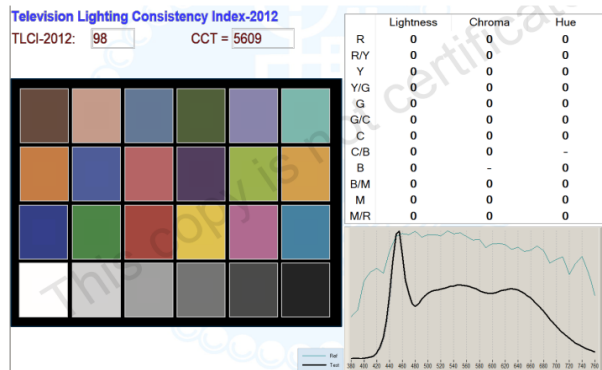 Television Lighting Consistency Index-2012
TLCI-2012: 98 CCT = 5609
Lightness Chroma Hue
R 0 0 0
R/Y 0 0 0
Y 0 0 0
Y/G 0 0 0
G 0 0 0
G/C 0 0 0
C 0 0 0
C/B 0 0 -
B 0 - 0
B/M 0 0 0
M 0 0 0
M/R 0 0 0
This copy is not certificat
Ref
Test
380 400 420 440 460 480 500 520 540 560 580 600 620 640 660 680 700 720 740 760